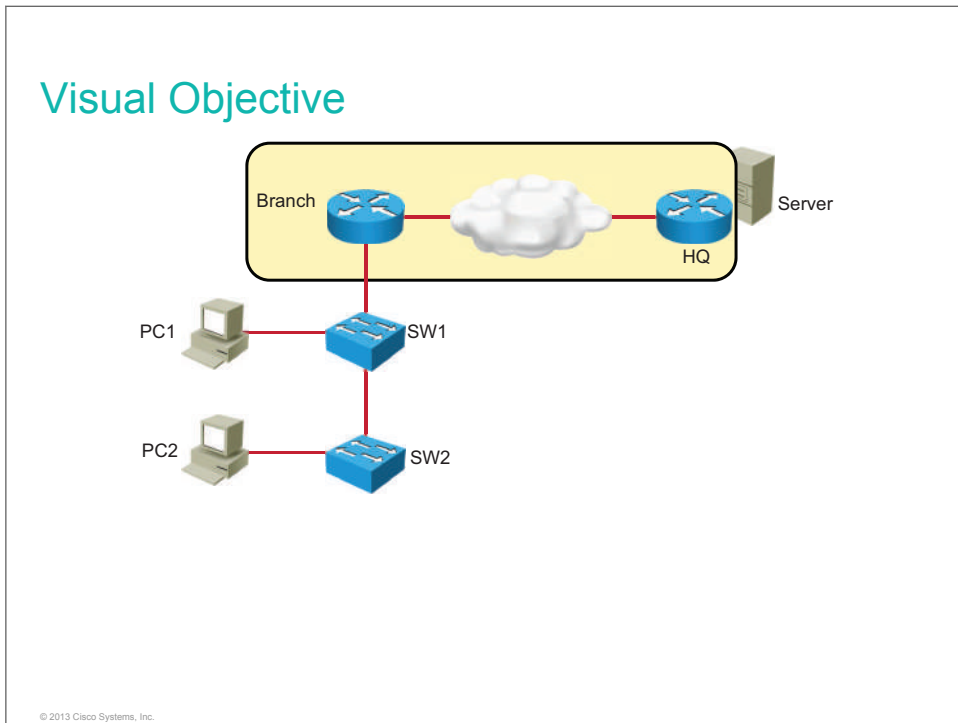 Visual Objective
Branch
Server
HQ
PC1
SW1
PC2
SW2
© 2013 Cisco Systems, Inc.